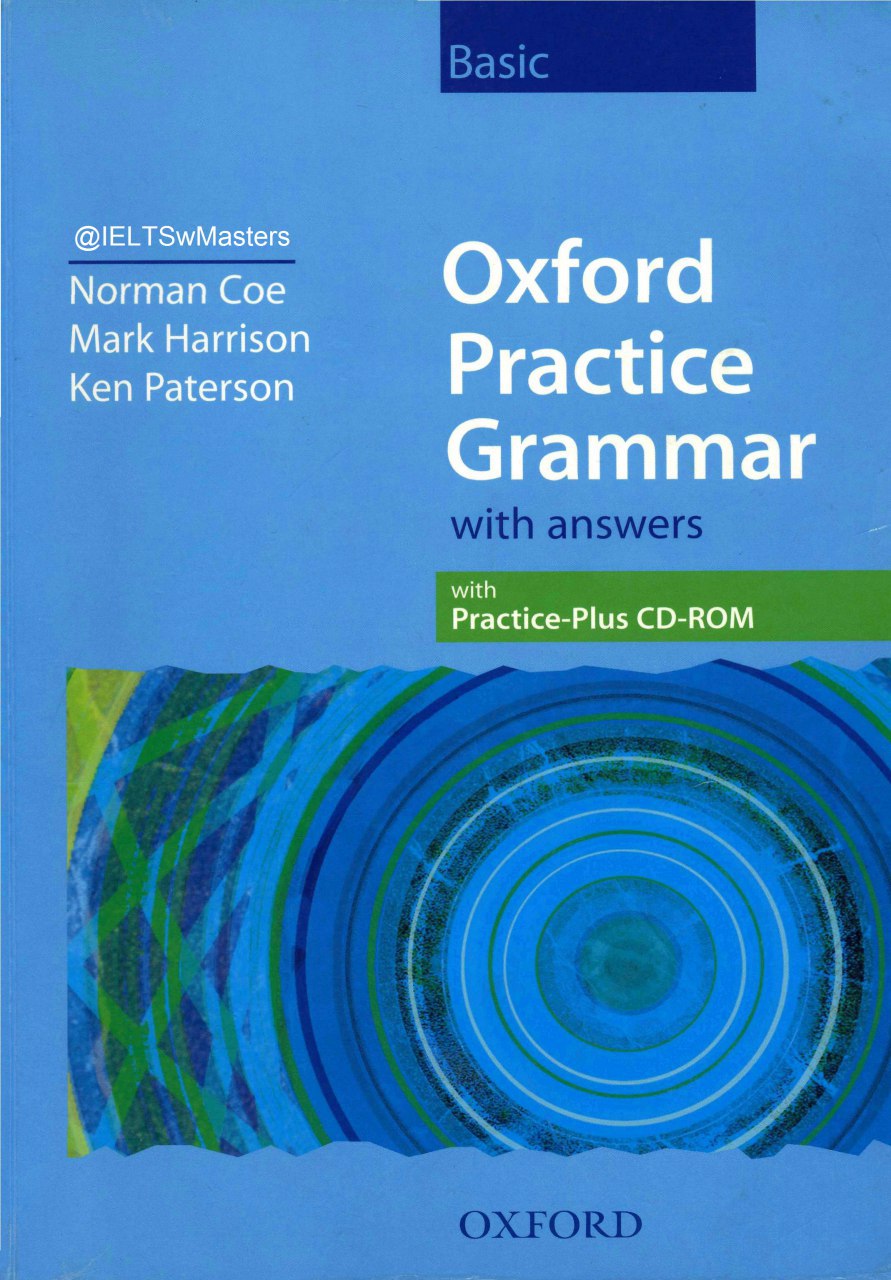 Basic
@IELTSwMasters
Norman Coe
Mark Harrison
Ken Paterson
Oxford
Practice
Grammar
with answers
with
Practice-Plus CD-ROM
OXFORD